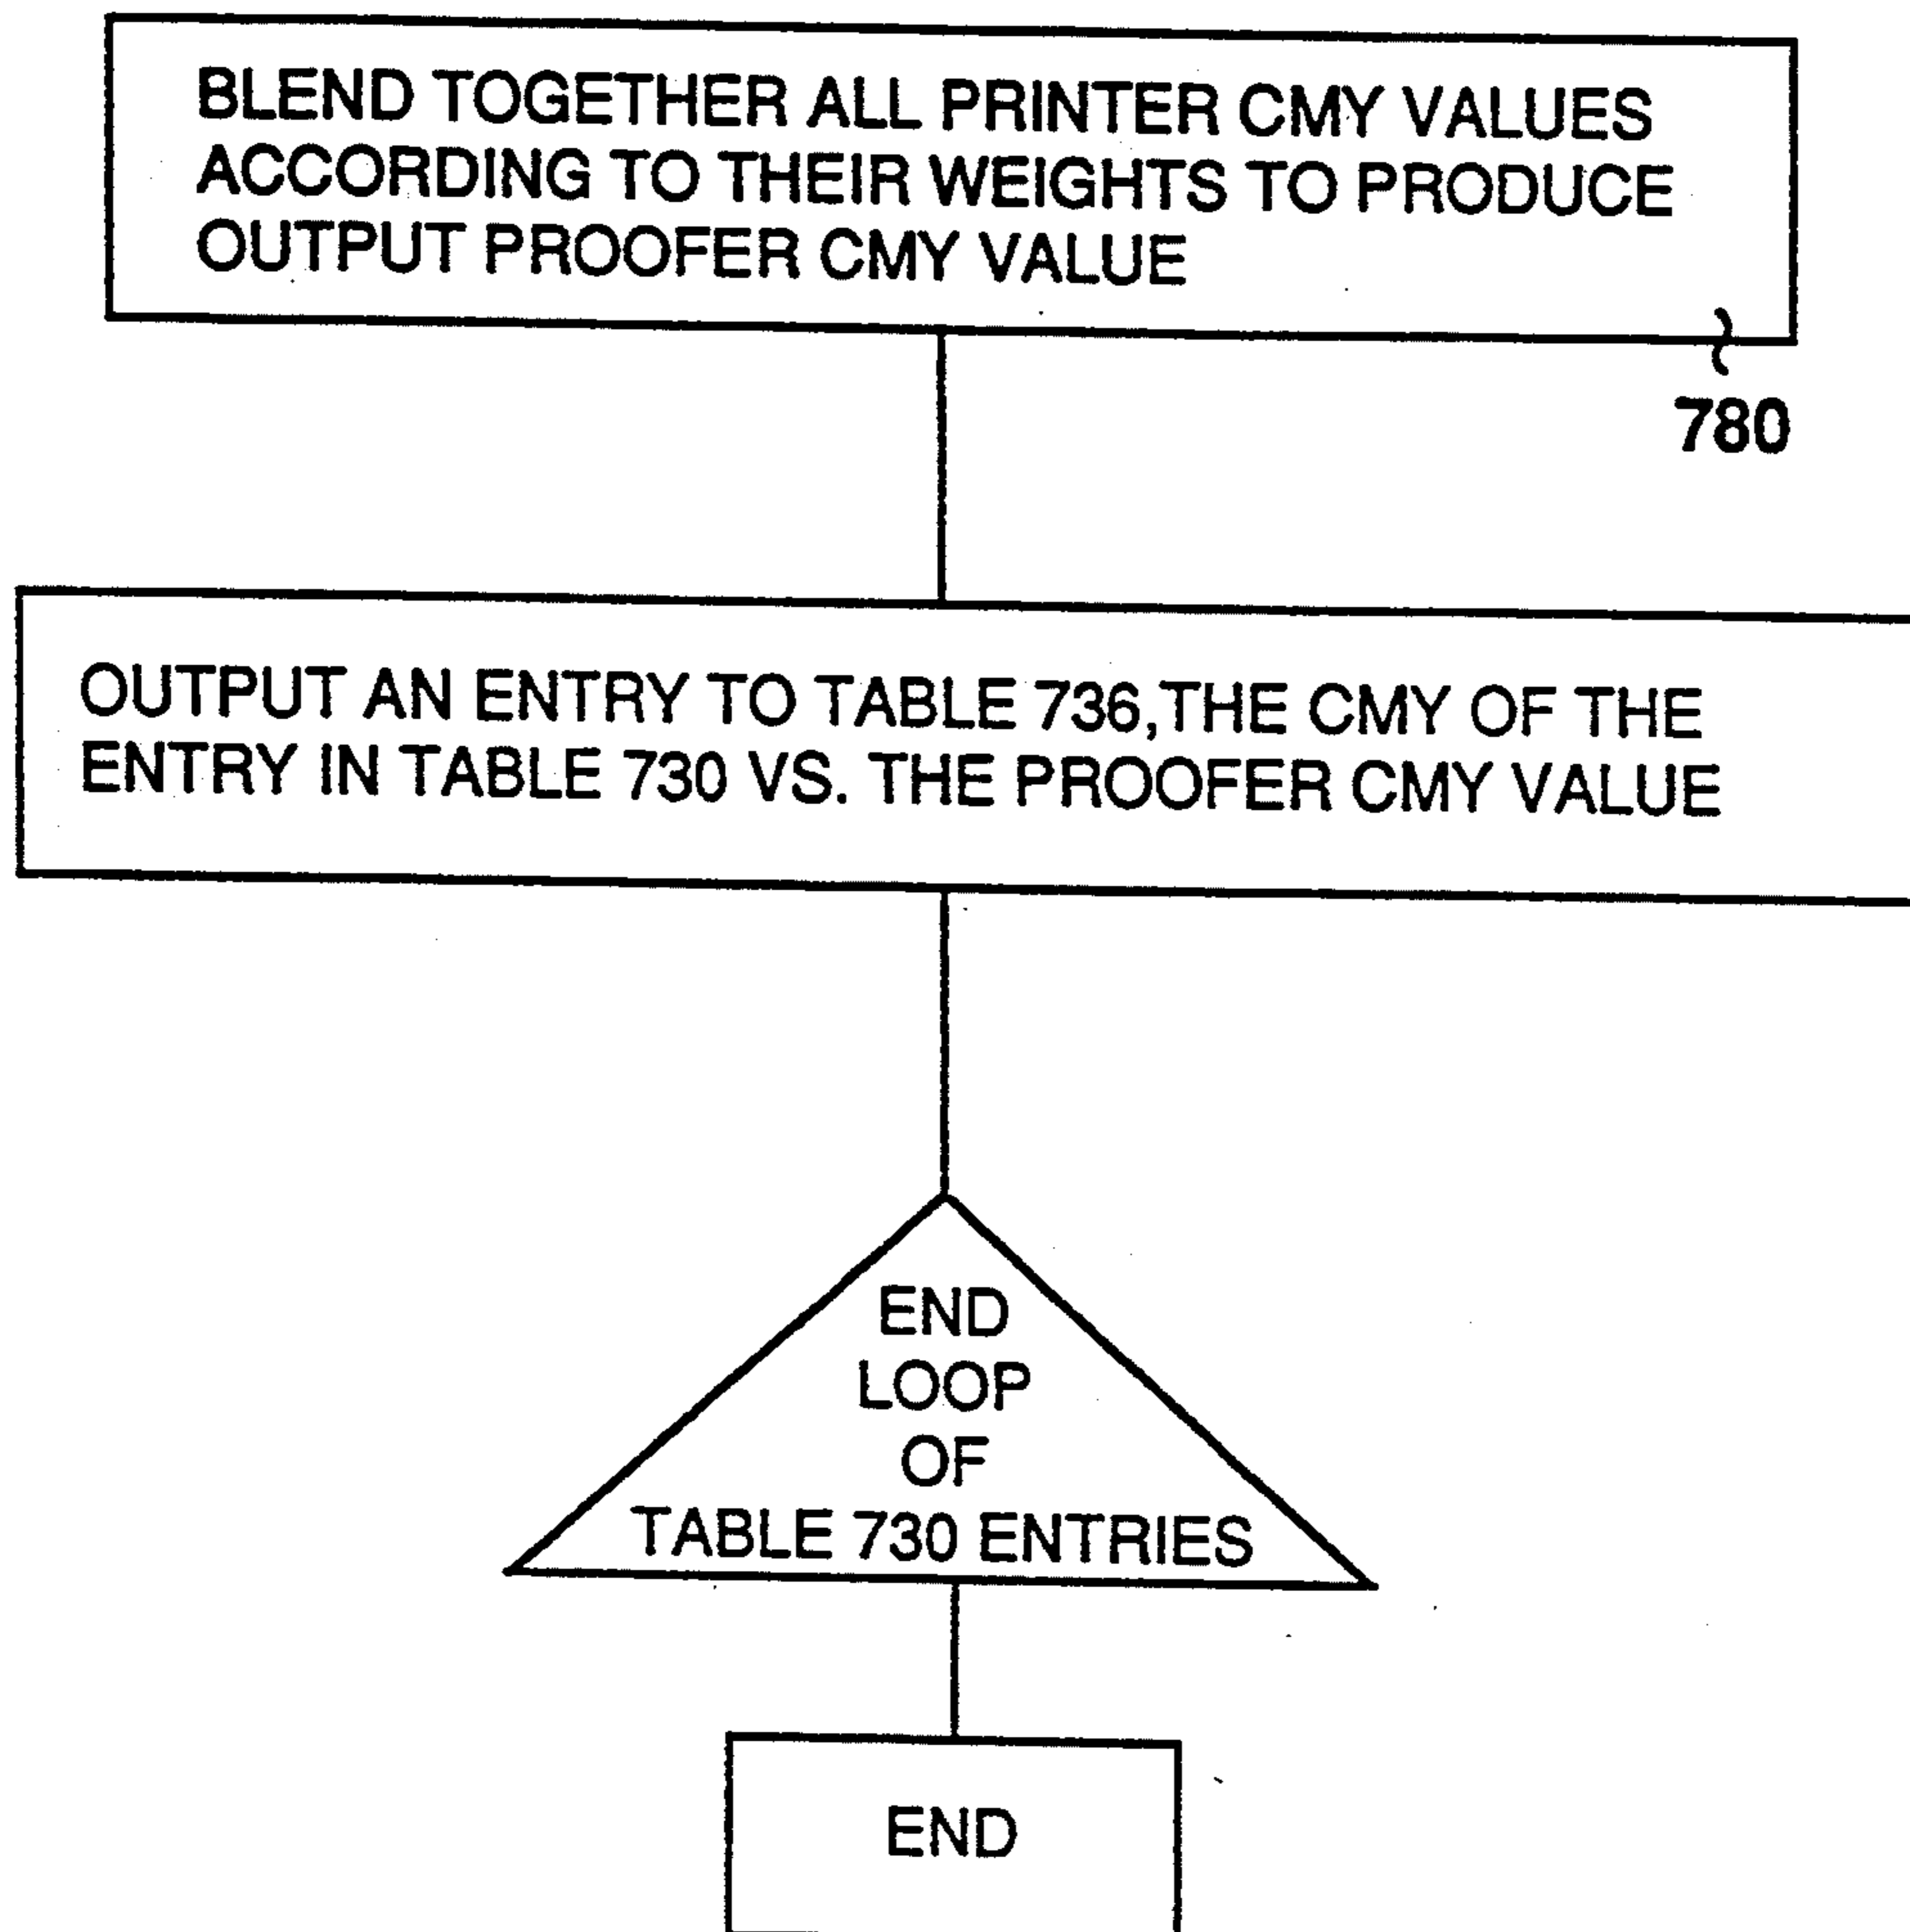 BLEND TOGETHER ALL PRINTER CMY VALUES
ACCORDING TO THEIR WEIGHTS TO PRODUCE
OUTPUT PROOFER CMY VALUE
780
OUTPUT AN ENTRY TO TABLE 736,THE CMY OF THE
ENTRY IN TABLE 730 VS. THE PROOFER CMY VALUE
END
LOOP
OF
TABLE 730 ENTRIES
END